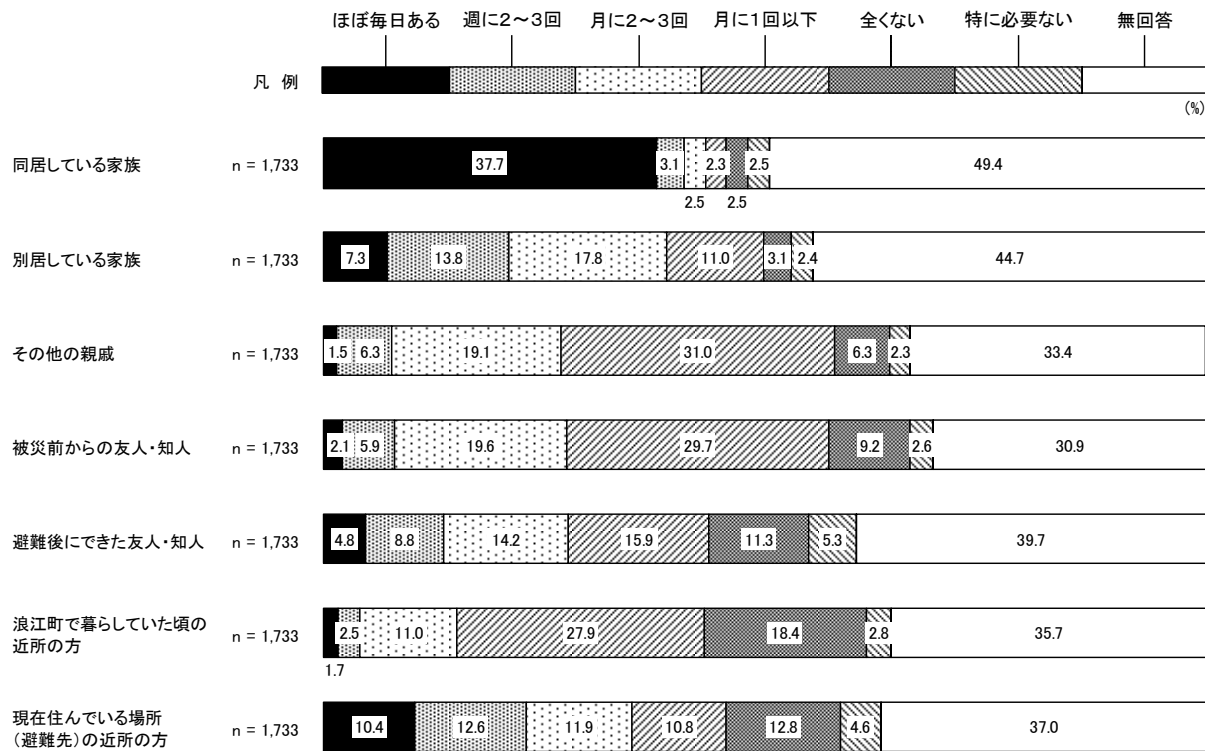 ほぼ毎日ある 週に2～3回 月に2～3回 月に1回以下 全くない 特に必要ない 無回答
凡 例
(%)
同居している家族 n = 1,733 37.7 3.1 2.5 2.3 2.5 2.5 49.4
別居している家族 n = 1,733 7.3 13.8 17.8 11.0 3.1 2.4 44.7
その他の親戚 n = 1,733 1.5 6.3 19.1 31.0 6.3 2.3 33.4
被災前からの友人・知人 n = 1,733 2.1 5.9 19.6 29.7 9.2 2.6 30.9
避難後にできた友人・知人 n = 1,733 4.8 8.8 14.2 15.9 11.3 5.3 39.7
浪江町で暮らしていた頃の
近所の方 n = 1,733 1.7 2.5 11.0 27.9 18.4 2.8 35.7
現在住んでいる場所
（避難先）の近所の方 n = 1,733 10.4 12.6 11.9 10.8 12.8 4.6 37.0